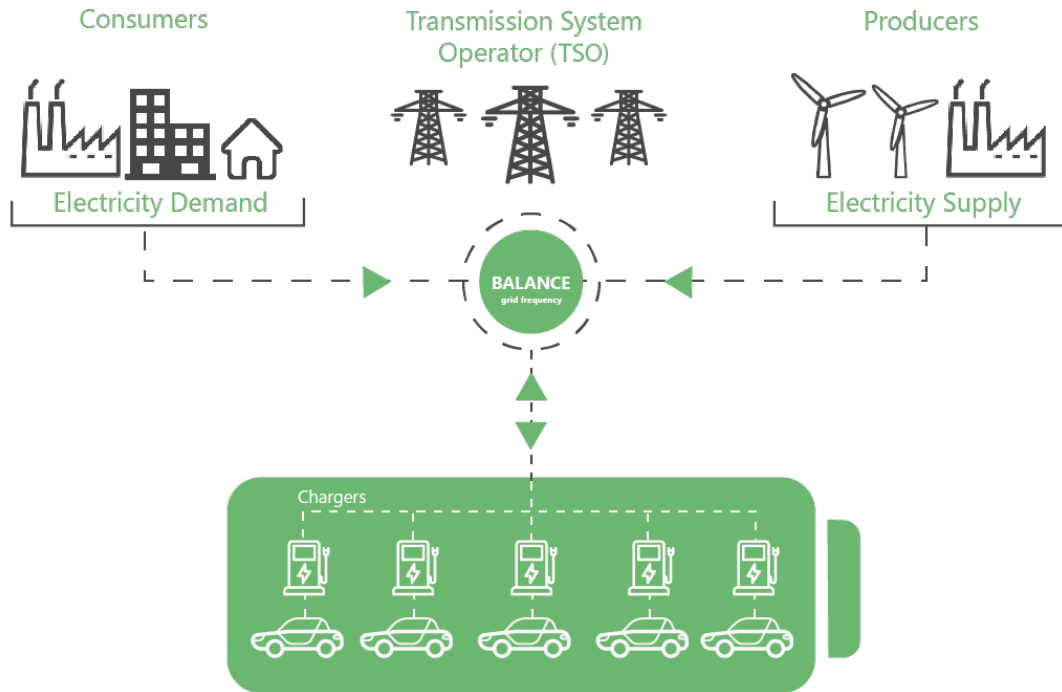 Consumers
Transmission System
Operator (TSO)
Producers
Electricity Demand
Electricity Supply
BALANCE
grid frequency
Chargers